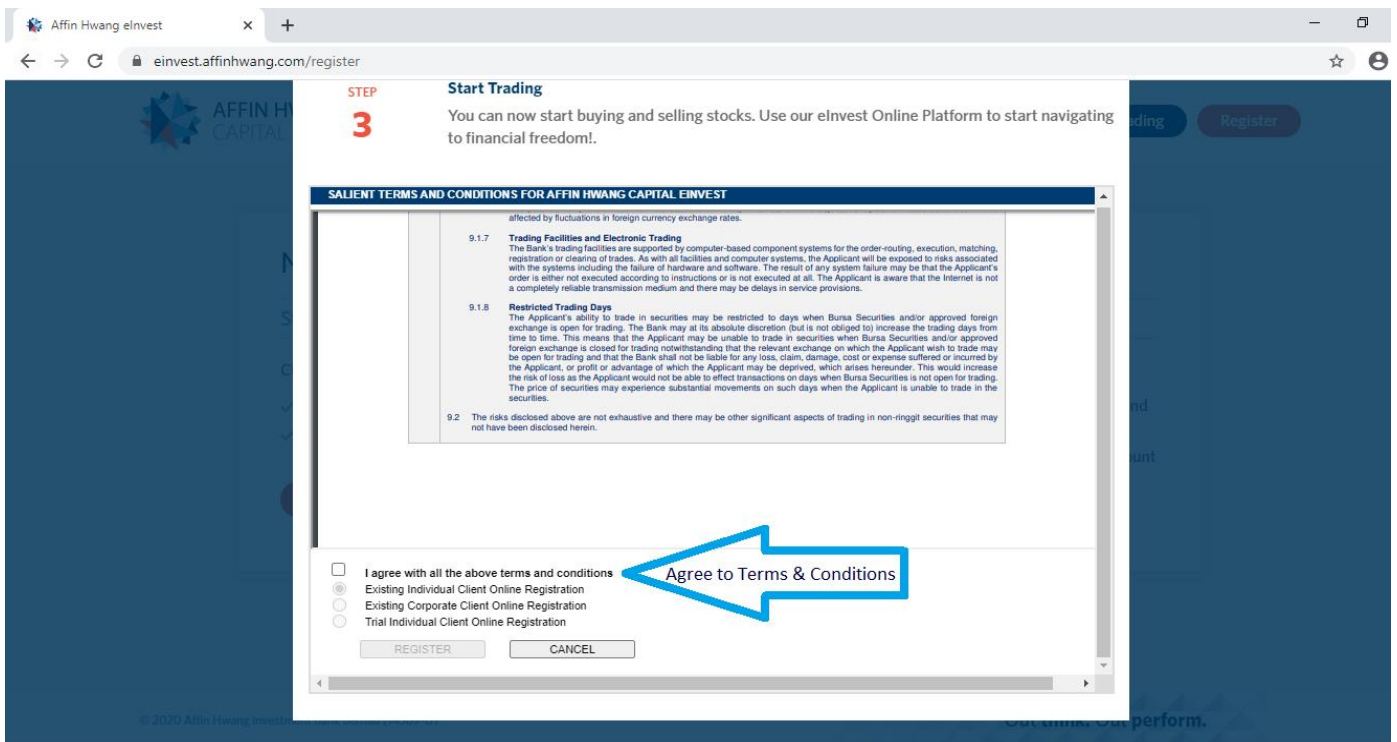 Affin Hwang eInvest
einvest.affinhwang.com/register
AFFIN H
CAPITAL
ding
Register
STEP
3
Start Trading
You can now start buying and selling stocks. Use our eInvest Online Platform to start navigating
to financial freedom!.
SALIENT TERMS AND CONDITIONS FOR AFFIN HWANG CAPITAL EINVEST
affected by fluctuations in foreign currency exchange rates.
9.1.7 Trading Facilities and Electronic Trading
The Bank's trading facilities are supported by computer-based component systems for the order-routing, execution, matching,
registration or clearing of trades. As with all facilities and computer systems, the Applicant will be exposed to risks associated
with the systems including the failure of hardware and software. The result of any system failure may be that the Applicant's
order is either not executed according to instructions or is not executed at all. The Applicant is aware that the Internet is not
a completely reliable transmission medium and there may be delays in service provisions.
9.1.8 Restricted Trading Days
The Applicant's ability to trade in securities may be restricted to days when Bursa Securities and/or approved foreign
exchange is open for trading. The Bank may at its absolute discretion (but is not obliged to) increase the trading days from
time to time. This means that the Applicant may be unable to trade in securities when Bursa Securities and/or approved
foreign exchange is closed for trading notwithstanding that the relevant exchange on which the Applicant wish to trade may
be open for trading and that the Bank shall not be liable for any loss, claim, damage, cost or expense suffered or incurred by
the Applicant, or profit or advantage of which the Applicant may be deprived, which arises hereunder. This would increase
the risk of loss as the Applicant would not be able to effect transactions on days when Bursa Securities is not open for trading.
The price of securities may experience substantial movements on such days when the Applicant is unable to trade in the
securities.
9.2 The risks disclosed above are not exhaustive and there may be other significant aspects of trading in non-ringgit securities that may
not have been disclosed herein.
N
S
C
nd
unt
I agree with all the above terms and conditions
Agree to Terms & Conditions
Existing Individual Client Online Registration
Existing Corporate Client Online Registration
Trial Individual Client Online Registration
REGISTER
CANCEL
© 2020 Affin Hwang Investm
Out think. Out perform.